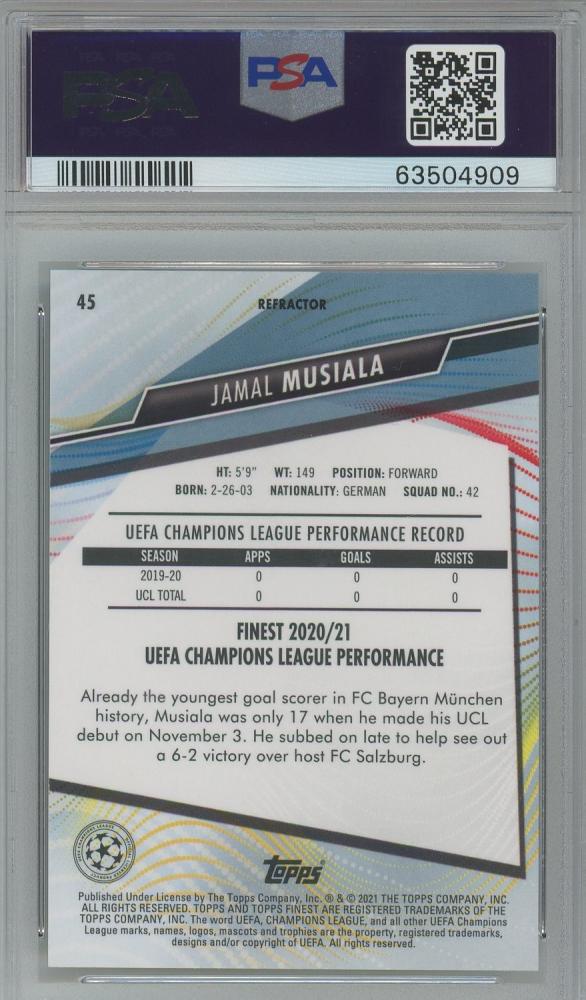 PSA PSA PSA
PSA
PSA PSA PSA
PSA
63504909
45
REFRACTOR
JAMAL MUSIALA
HT: 5'9" WT: 149 POSITION: FORWARD
BORN: 2-26-03 NATIONALITY: GERMAN SQUAD NO.: 42
UEFA CHAMPIONS LEAGUE PERFORMANCE RECORD
SEASON APPS GOALS ASSISTS
2019-20 0 0 0
UCL TOTAL 0 0 0
FINEST 2020/21
UEFA CHAMPIONS LEAGUE PERFORMANCE
Already the youngest goal scorer in FC Bayern München
history, Musiala was only 17 when he made his UCL
debut on November 3. He subbed on late to help see out
a 6-2 victory over host FC Salzburg.
topps
Published Under License by The Topps Company, Inc. ® & © 2021 THE TOPPS COMPANY, INC.
ALL RIGHTS RESERVED. TOPPS AND TOPPS FINEST ARE REGISTERED TRADEMARKS OF THE
TOPPS COMPANY, INC. The word UEFA, CHAMPIONS LEAGUE, and all other UEFA Champions
League marks, names, logos, mascots and trophies are the property, registered trademarks,
designs and/or copyright of UEFA. All rights reserved.